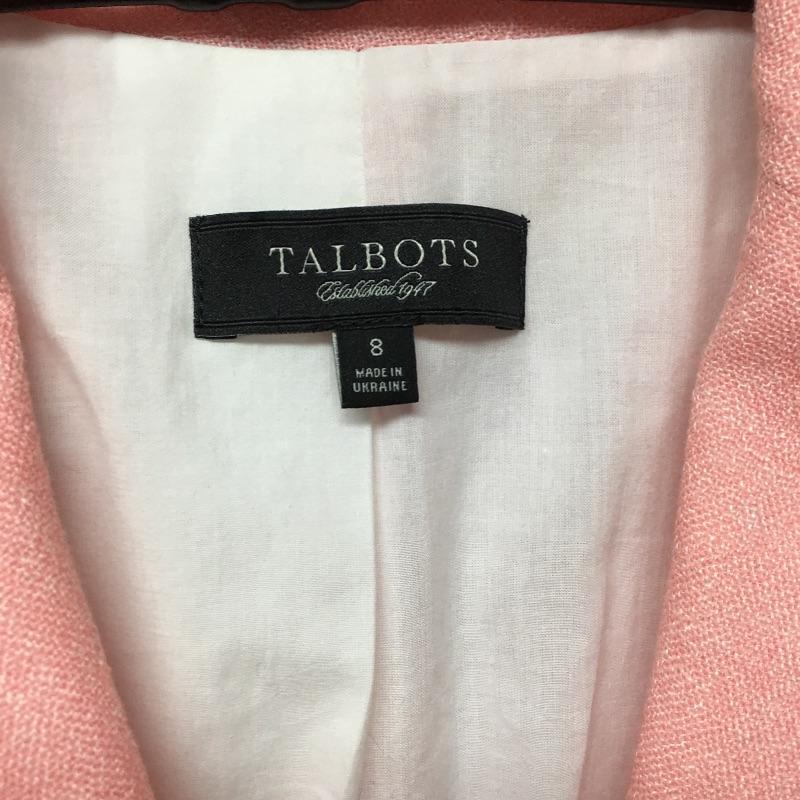 TALBOTS
Established 1947
8
MADE IN
UKRAINE